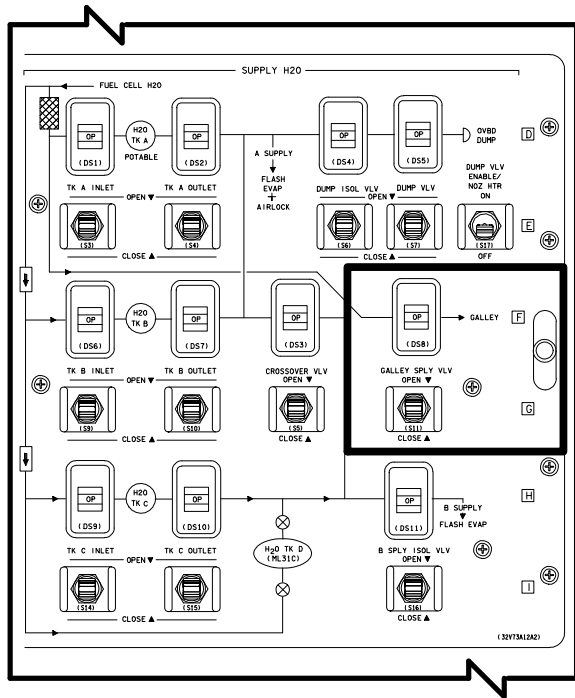 SUPPLY H2O
FUEL CELL H2O
OP
(DS1)
H2O
TK A
POTABLE
OP
(DS2)
A SUPPLY
FLASH
EVAP
+
AIRLOCK
OP
(DS4)
OP
(DS5)
OVBD
DUMP
D
TK A INLET
TK A OUTLET
OPEN ▼
(S3)
(S4)
CLOSE ▲
DUMP ISOL VLV
DUMP VLV
OPEN ▼
(S6)
(S7)
CLOSE ▲
DUMP VLV
ENABLE/
NOZ HTR
ON
(S17)
OFF
E
OP
(DS6)
H2O
TK B
OP
(DS7)
OP
(DS3)
OP
(DS8)
GALLEY
F
TK B INLET
TK B OUTLET
OPEN ▼
(S9)
(S10)
CLOSE ▲
CROSSOVER VLV
OPEN ▼
(S5)
CLOSE ▲
GALLEY SPLY VLV
OPEN ▼
(S11)
CLOSE ▲
G
OP
(DS9)
H2O
TK C
OP
(DS10)
H2O TK D
(ML31C)
OP
(DS11)
B SUPPLY
FLASH EVAP
H
TK C INLET
TK C OUTLET
OPEN ▼
(S14)
(S15)
CLOSE ▲
B SPLY ISOL VLV
OPEN ▼
(S16)
CLOSE ▲
I
(32V73A12A2)